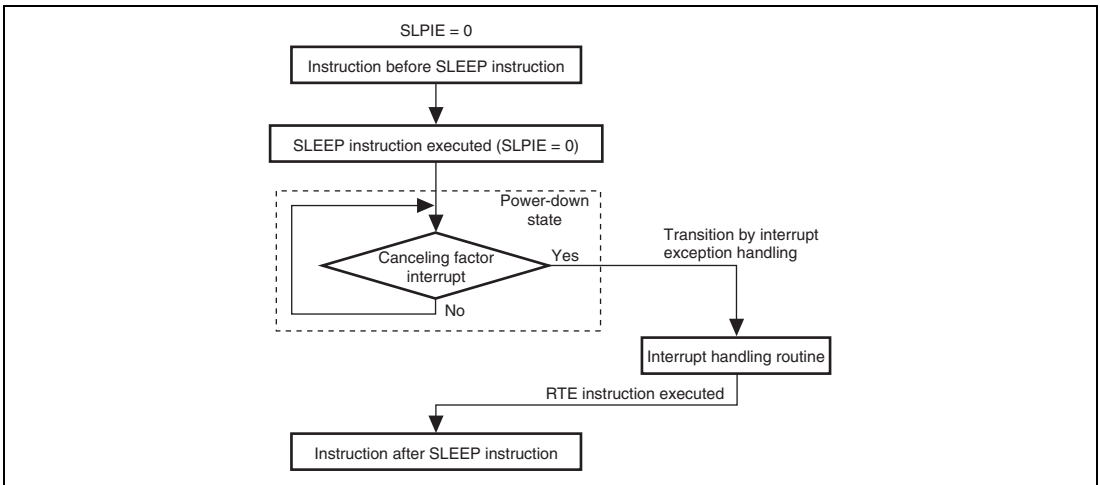 SLPIE = 0
Instruction before SLEEP instruction
SLEEP instruction executed (SLPIE = 0)
Power-down
state
Canceling factor
interrupt
Yes
No
Transition by interrupt
exception handling
Interrupt handling routine
RTE instruction executed
Instruction after SLEEP instruction